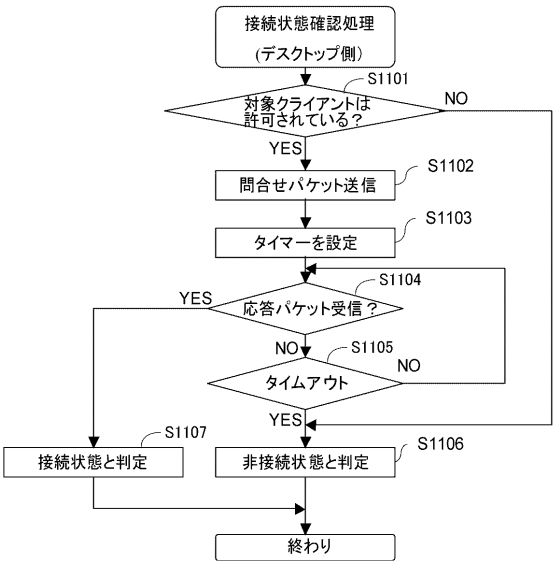 接続状態確認処理
(デスクトップ側)
S1101
対象クライアントは
許可されている？
NO
YES
S1102
問合せパケット送信
S1103
タイマーを設定
S1104
YES
応答パケット受信？
NO
S1105
タイムアウト
NO
YES
S1107
接続状態と判定
S1106
非接続状態と判定
終わり